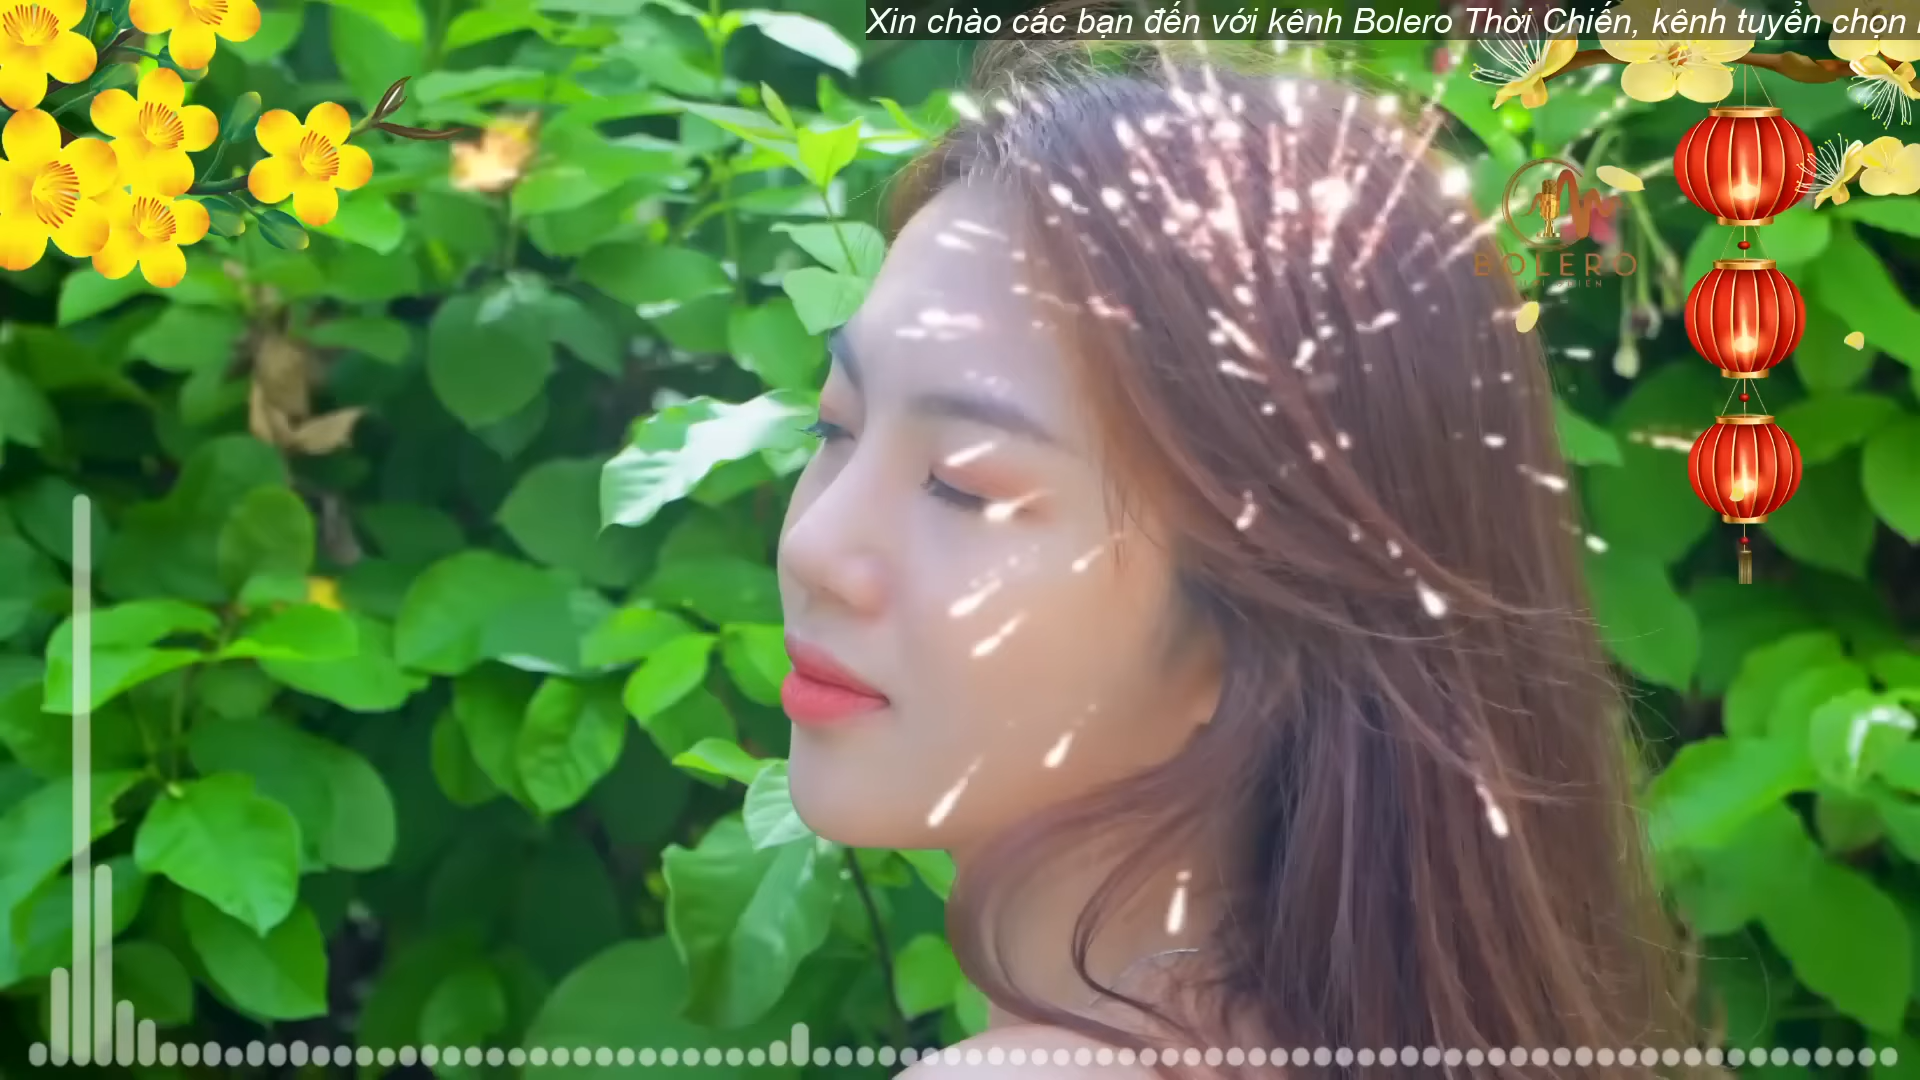 Xin chào các bạn đến với kênh Bolero Thời Chiến, kênh tuyển chọn
BOLERO